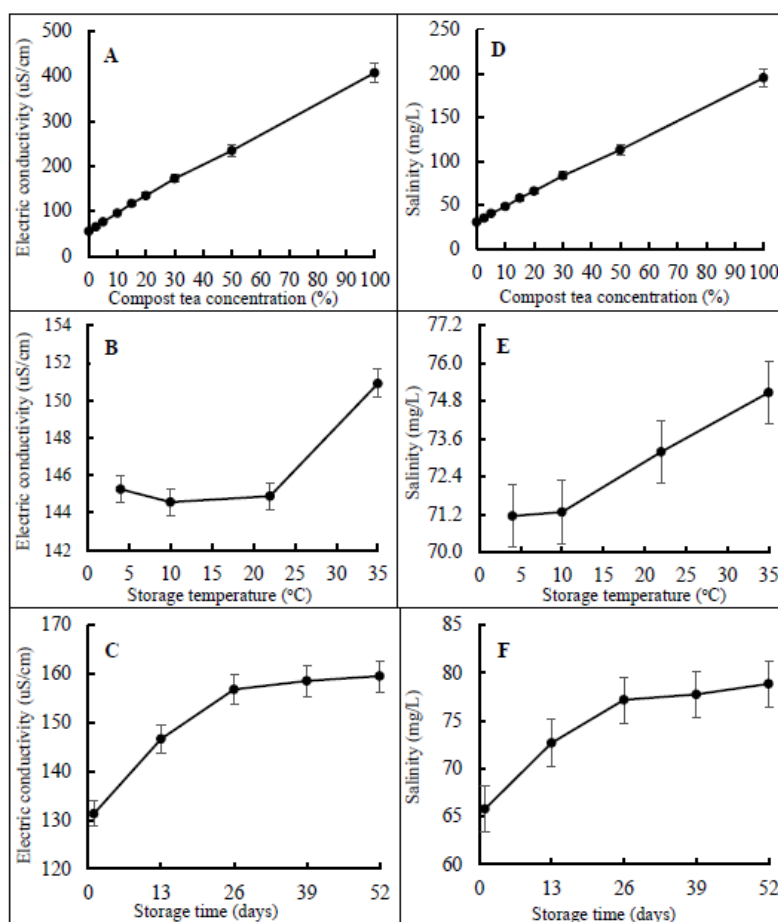 A
Electric conductivity (uS/cm)
500
400
300
200
100
0
0 10 20 30 40 50 60 70 80 90 100
Compost tea concentration (%)
D
Salinity (mg/L)
250
200
150
100
50
0
0 10 20 30 40 50 60 70 80 90 100
Compost tea concentration (%)
B
Electric conductivity (uS/cm)
154
152
150
148
146
144
142
0 5 10 15 20 25 30 35
Storage temperature (°C)
E
Salinity (mg/L)
77.2
76.0
74.8
73.6
72.4
71.2
70.0
0 5 10 15 20 25 30 35
Storage temperature (°C)
C
Electric conductivity (uS/cm)
170
160
150
140
130
120
0 13 26 39 52
Storage time (days)
F
Salinity (mg/L)
85
80
75
70
65
60
0 13 26 39 52
Storage time (days)